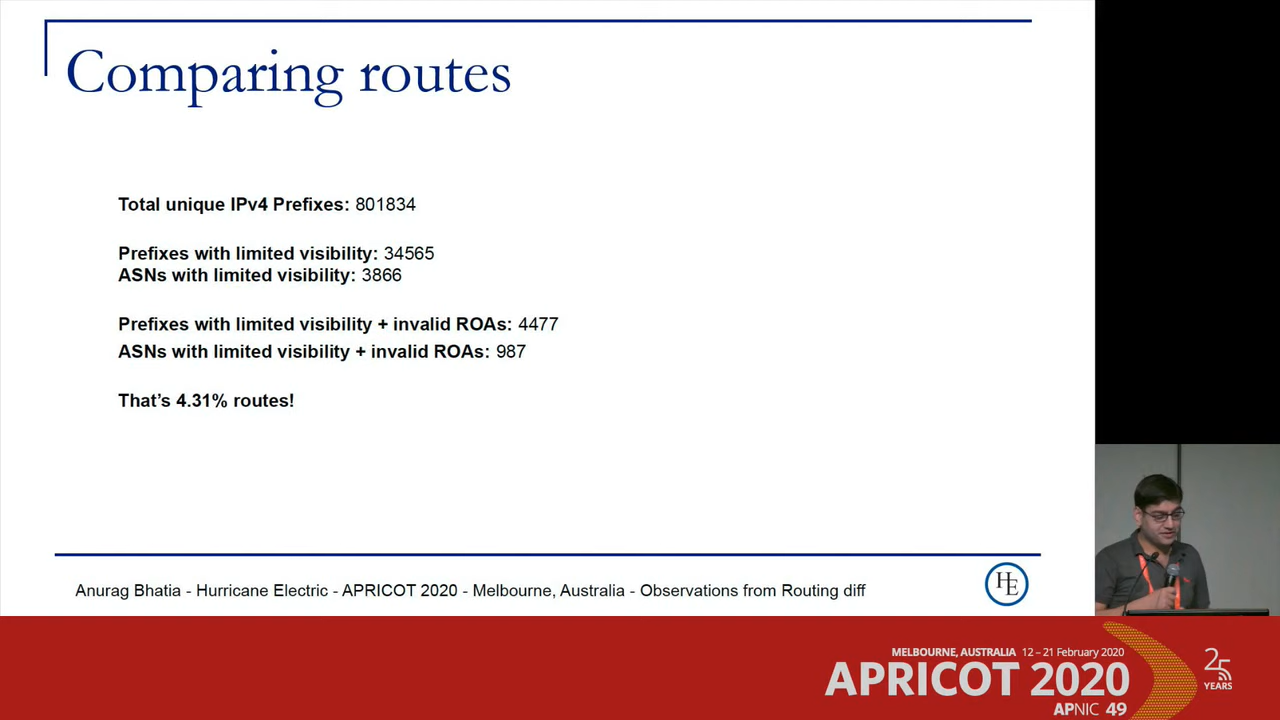 Comparing routes
Total unique IPv4 Prefixes: 801834
Prefixes with limited visibility: 34565
ASNs with limited visibility: 3866
Prefixes with limited visibility + invalid ROAs: 4477
ASNs with limited visibility + invalid ROAs: 987
That's 4.31% routes!
Anurag Bhatia - Hurricane Electric - APRICOT 2020 - Melbourne, Australia - Observations from Routing diff
HE
MELBOURNE, AUSTRALIA 12 – 21 February 2020
APRICOT 2020
APNIC 49
25
YEARS